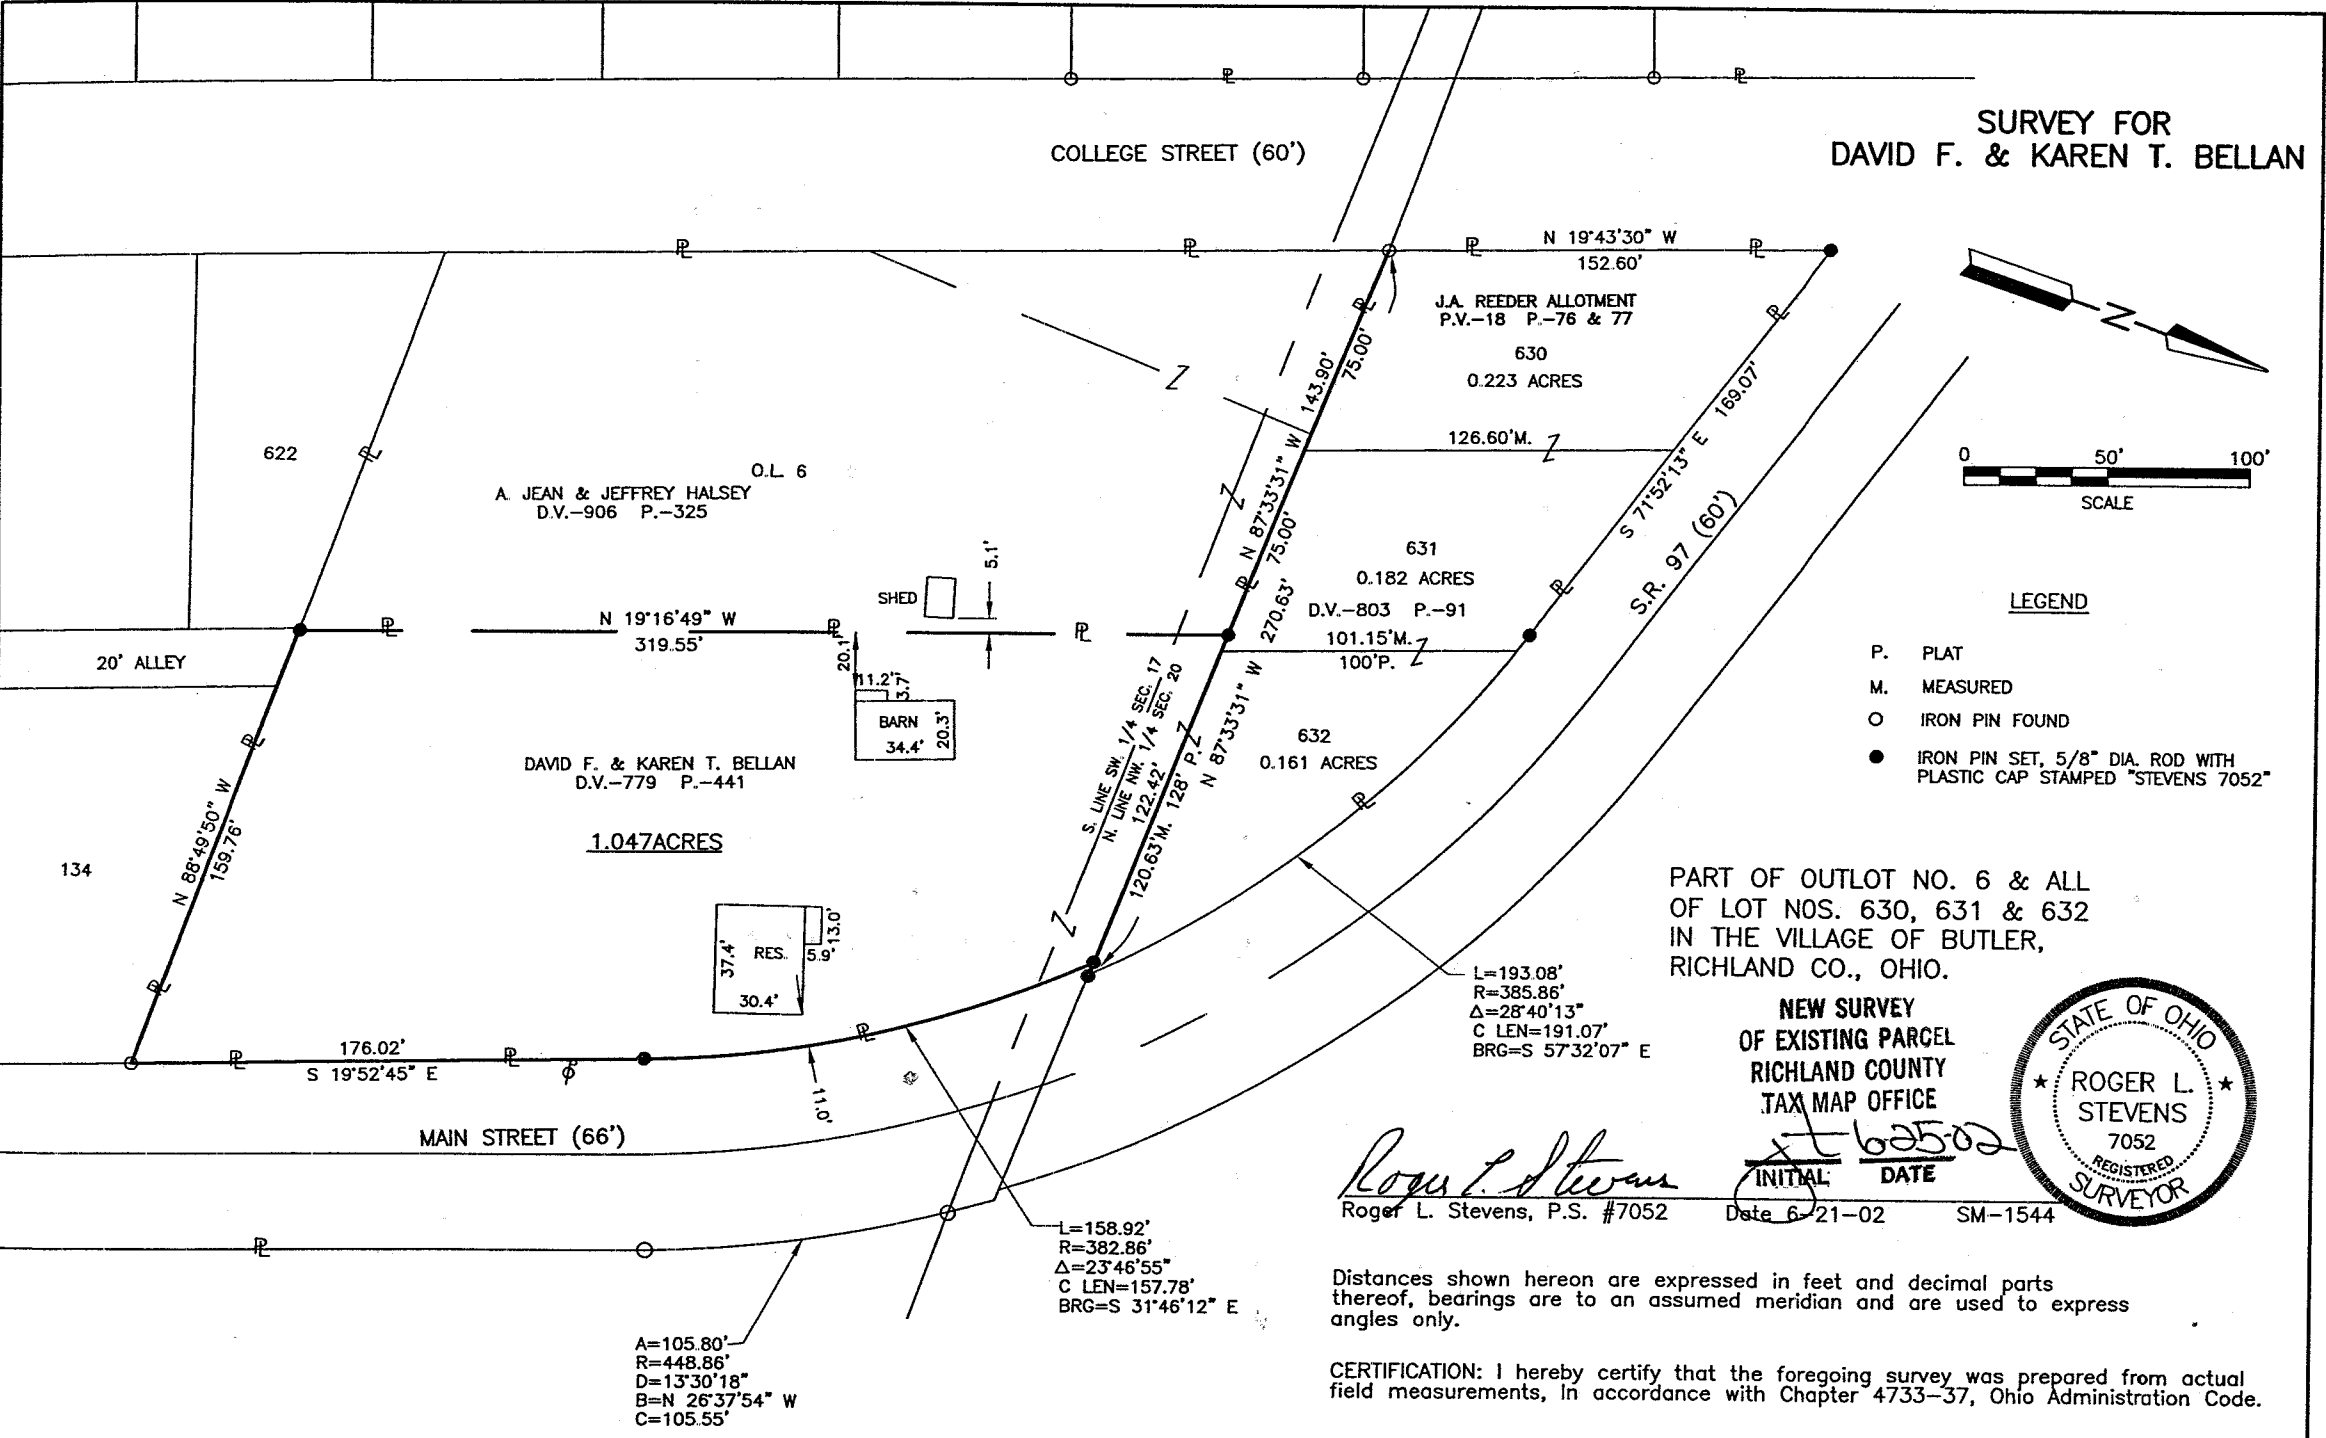 SURVEY FOR
DAVID F. & KAREN T. BELLAN
COLLEGE STREET (60')
N 19°43'30" W
152.60'
J.A. REEDER ALLOTMENT
P.V.-18 P.-76 & 77
630
0.223 ACRES
143.90'
75.00'
N 87°33'31" W
126.60'M.
S 71°52'13" E 169.07'
S.R. 97 (60')
N
0 50' 100'
SCALE
622
O.L. 6
A. JEAN & JEFFREY HALSEY
D.V.-906 P.-325
SHED
5.1'
75.00'
631
0.182 ACRES
D.V.-803 P.-91
101.15'M.
100'P.
270.63'
N 87°33'31" W
LEGEND
P. PLAT
M. MEASURED
IRON PIN FOUND
IRON PIN SET, 5/8" DIA. ROD WITH
PLASTIC CAP STAMPED "STEVENS 7052"
N 19°16'49" W
319.55'
20' ALLEY
20.1'
11.2'
3.7'
BARN
34.4'
20.3'
S. LINE SW. 1/4 SEC. 17
N. LINE NW. 1/4 SEC. 20
122.42'
120.63'M. 128' P.
632
0.161 ACRES
DAVID F. & KAREN T. BELLAN
D.V.-779 P.-441
1.047ACRES
134
N 88°49'50" W
159.76'
RES.
37.4'
30.4'
5.9'
13.0'
176.02'
S 19°52'45" E
11.0'
MAIN STREET (66')
L=193.08'
R=385.86'
Δ=28°40'13"
C LEN=191.07'
BRG=S 57°32'07" E
L=158.92'
R=382.86'
Δ=23°46'55"
C LEN=157.78'
BRG=S 31°46'12" E
A=105.80'
R=448.86'
D=13°30'18"
B=N 26°37'54" W
C=105.55'
PART OF OUTLOT NO. 6 & ALL
OF LOT NOS. 630, 631 & 632
IN THE VILLAGE OF BUTLER,
RICHLAND CO., OHIO.
NEW SURVEY
OF EXISTING PARCEL
RICHLAND COUNTY
TAX MAP OFFICE
6-25-02
INITIAL DATE
STATE OF OHIO
ROGER L.
STEVENS
7052
REGISTERED
SURVEYOR
Roger L. Stevens
Roger L. Stevens, P.S. #7052 Date 6-21-02 SM-1544
Distances shown hereon are expressed in feet and decimal parts
thereof, bearings are to an assumed meridian and are used to express
angles only.
CERTIFICATION: I hereby certify that the foregoing survey was prepared from actual
field measurements, in accordance with Chapter 4733-37, Ohio Administration Code.